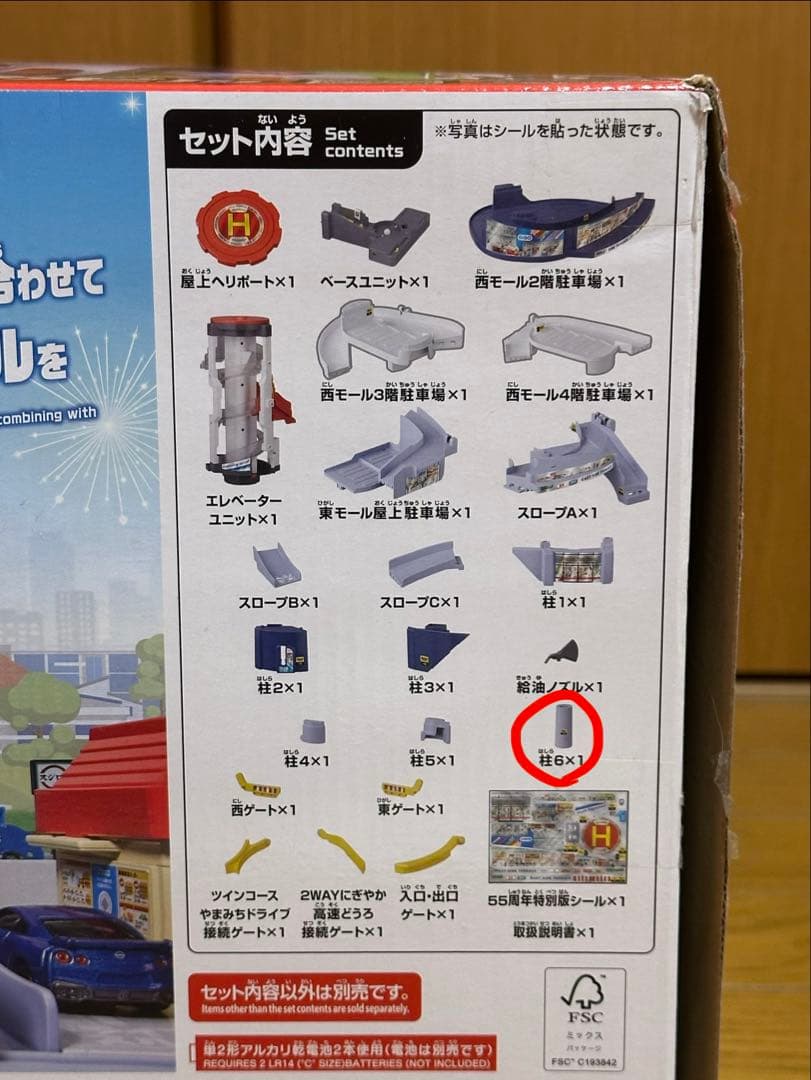 セット内容 Set contents
※写真はシールを貼った状態です。
屋上ヘリポート×1
ベースユニット×1
西モール2階駐車場×1
西モール3階駐車場×1
西モール4階駐車場×1
エレベーター
ユニット×1
東モール屋上駐車場×1
スロープA×1
スロープB×1
スロープC×1
柱1×1
柱2×1
柱3×1
給油ノズル×1
柱4×1
柱5×1
柱6×1
西ゲート×1
東ゲート×1
ツインコース
やまみちドライブ
接続ゲート×1
2WAYにぎやか
高速どうろ
接続ゲート×1
入口・出口
ゲート×1
55周年特別版シール×1
取扱説明書×1
合わせて
ルを
combining with
セット内容以外は別売です。
Items other than the set contents are sold separately.
単2形アルカリ乾電池2本使用(電池は別売です)
REQUIRES 2 LR14 ("C" SIZE)BATTERIES (NOT INCLUDED)
FSC
ミックス
パッケージ
FSC™ C193842